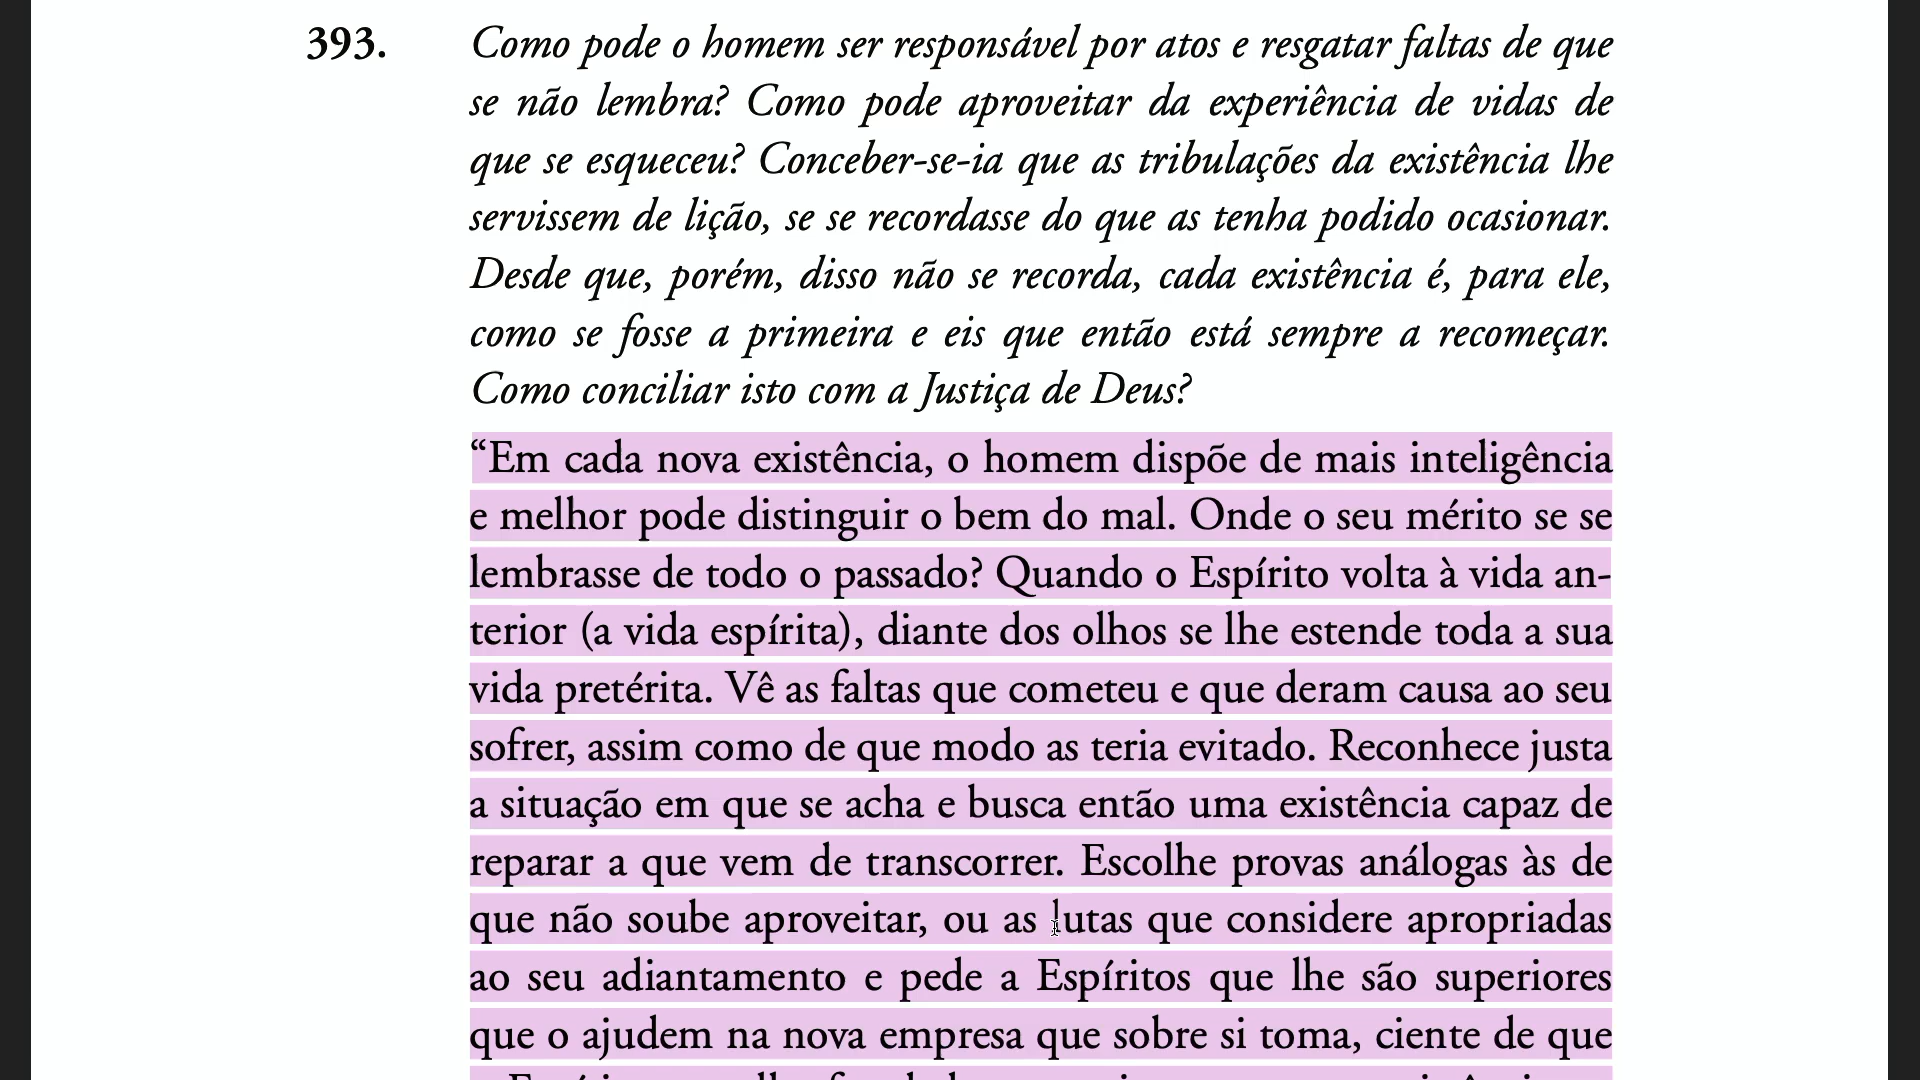 393. Como pode o homem ser responsável por atos e resgatar faltas de que
se não lembra? Como pode aproveitar da experiência de vidas de
que se esqueceu? Conceber-se-ia que as tribulações da existência lhe
servissem de lição, se se recordasse do que as tenha podido ocasionar.
Desde que, porém, disso não se recorda, cada existência é, para ele,
como se fosse a primeira e eis que então está sempre a recomeçar.
Como conciliar isto com a Justiça de Deus?
“Em cada nova existência, o homem dispõe de mais inteligência
e melhor pode distinguir o bem do mal. Onde o seu mérito se se
lembrasse de todo o passado? Quando o Espírito volta à vida an-
terior (a vida espírita), diante dos olhos se lhe estende toda a sua
vida pretérita. Vê as faltas que cometeu e que deram causa ao seu
sofrer, assim como de que modo as teria evitado. Reconhece justa
a situação em que se acha e busca então uma existência capaz de
reparar a que vem de transcorrer. Escolhe provas análogas às de
que não soube aproveitar, ou as lutas que considere apropriadas
ao seu adiantamento e pede a Espíritos que lhe são superiores
que o ajudem na nova empresa que sobre si toma, ciente de que